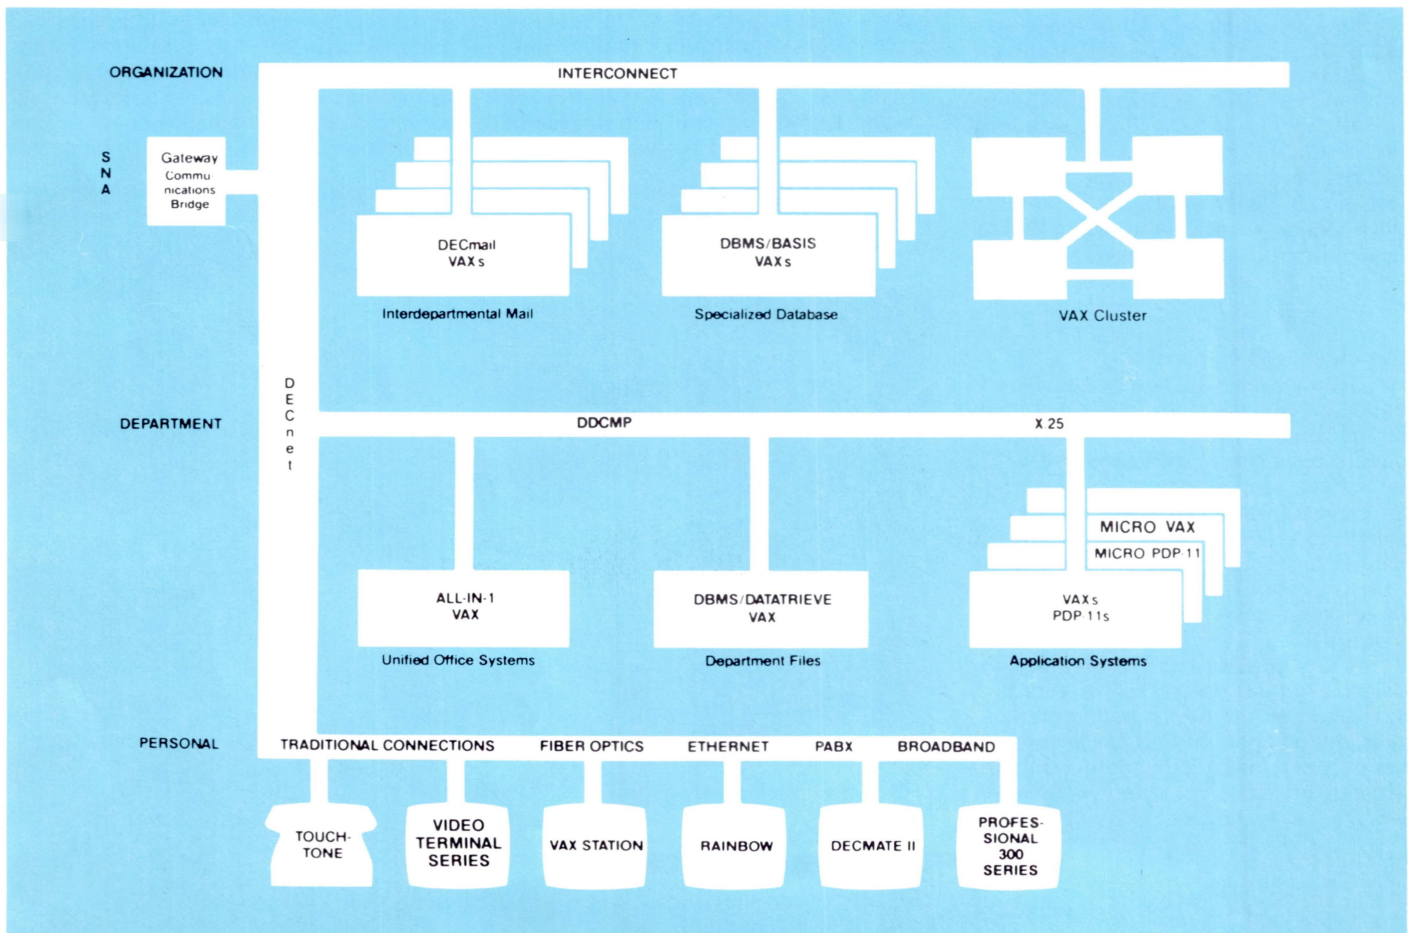 ORGANIZATION
INTERCONNECT
S
N
A
Gateway
Commu
nications
Bridge
DECmail
VAXs
Interdepartmental Mail
DBMS/BASIS
VAXs
Specialized Database
VAX Cluster
D
E
C
n
e
t
DEPARTMENT
DDCMP
X.25
ALL-IN-1
VAX
Unified Office Systems
DBMS/DATATRIEVE
VAX
Department Files
MICRO VAX
MICRO PDP-11
VAXs
PDP-11s
Application Systems
PERSONAL
TRADITIONAL CONNECTIONS
FIBER OPTICS
ETHERNET
PABX
BROADBAND
TOUCH-
TONE
VIDEO
TERMINAL
SERIES
VAX STATION
RAINBOW
DECMATE II
PROFES-
SIONAL
300
SERIES